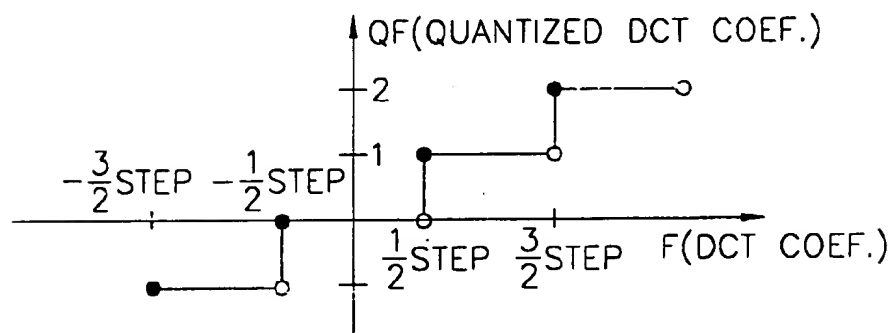 QF(QUANTIZED DCT COEF.)
2
1
-3/2 STEP -1/2 STEP
1/2 STEP 3/2 STEP F(DCT COEF.)